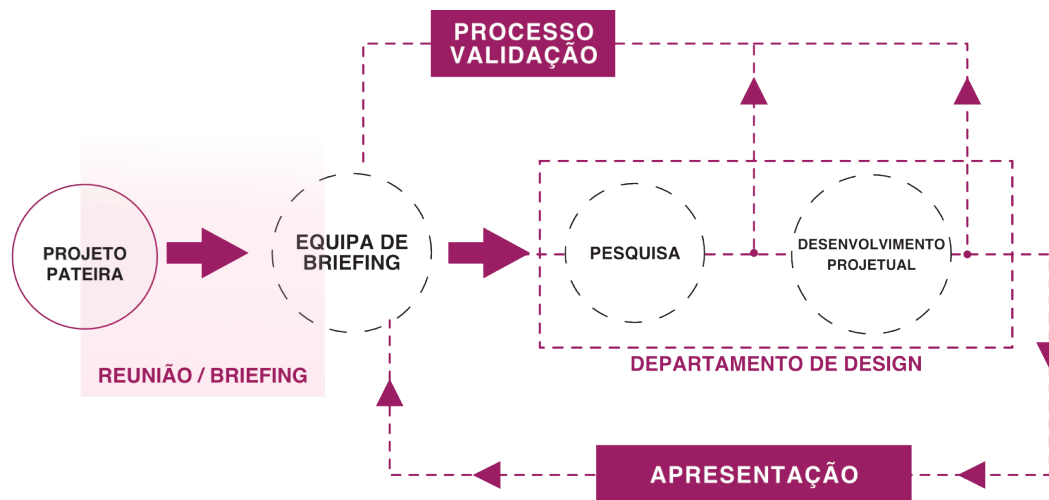 PROCESSO
VALIDAÇÃO
PROJETO
PATEIRA
EQUIPA DE
BRIEFING
PESQUISA
DESENVOLVIMENTO
PROJETUAL
REUNIÃO / BRIEFING
DEPARTAMENTO DE DESIGN
APRESENTAÇÃO